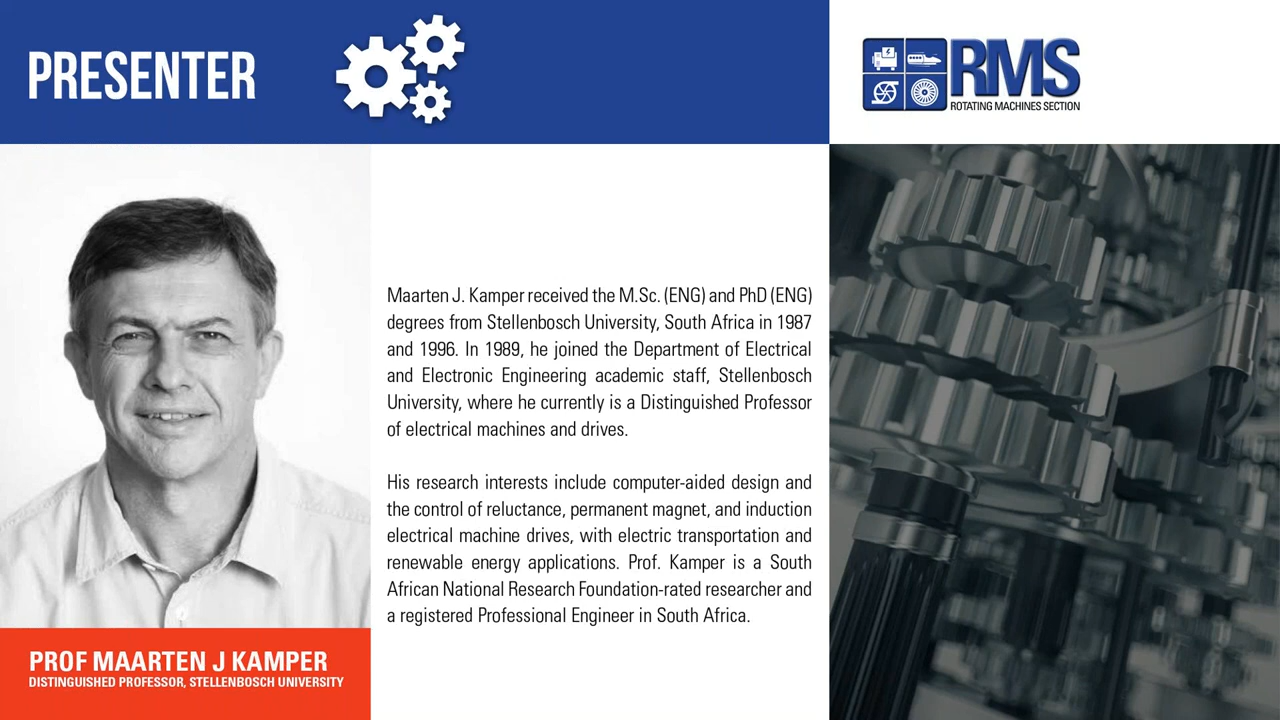 PRESENTER
RMS
ROTATING MACHINES SECTION
Maarten J. Kamper received the M.Sc. (ENG) and PhD (ENG)
degrees from Stellenbosch University, South Africa in 1987
and 1996. In 1989, he joined the Department of Electrical
and Electronic Engineering academic staff, Stellenbosch
University, where he currently is a Distinguished Professor
of electrical machines and drives.
His research interests include computer-aided design and
the control of reluctance, permanent magnet, and induction
electrical machine drives, with electric transportation and
renewable energy applications. Prof. Kamper is a South
African National Research Foundation-rated researcher and
a registered Professional Engineer in South Africa.
PROF MAARTEN J KAMPER
DISTINGUISHED PROFESSOR, STELLENBOSCH UNIVERSITY